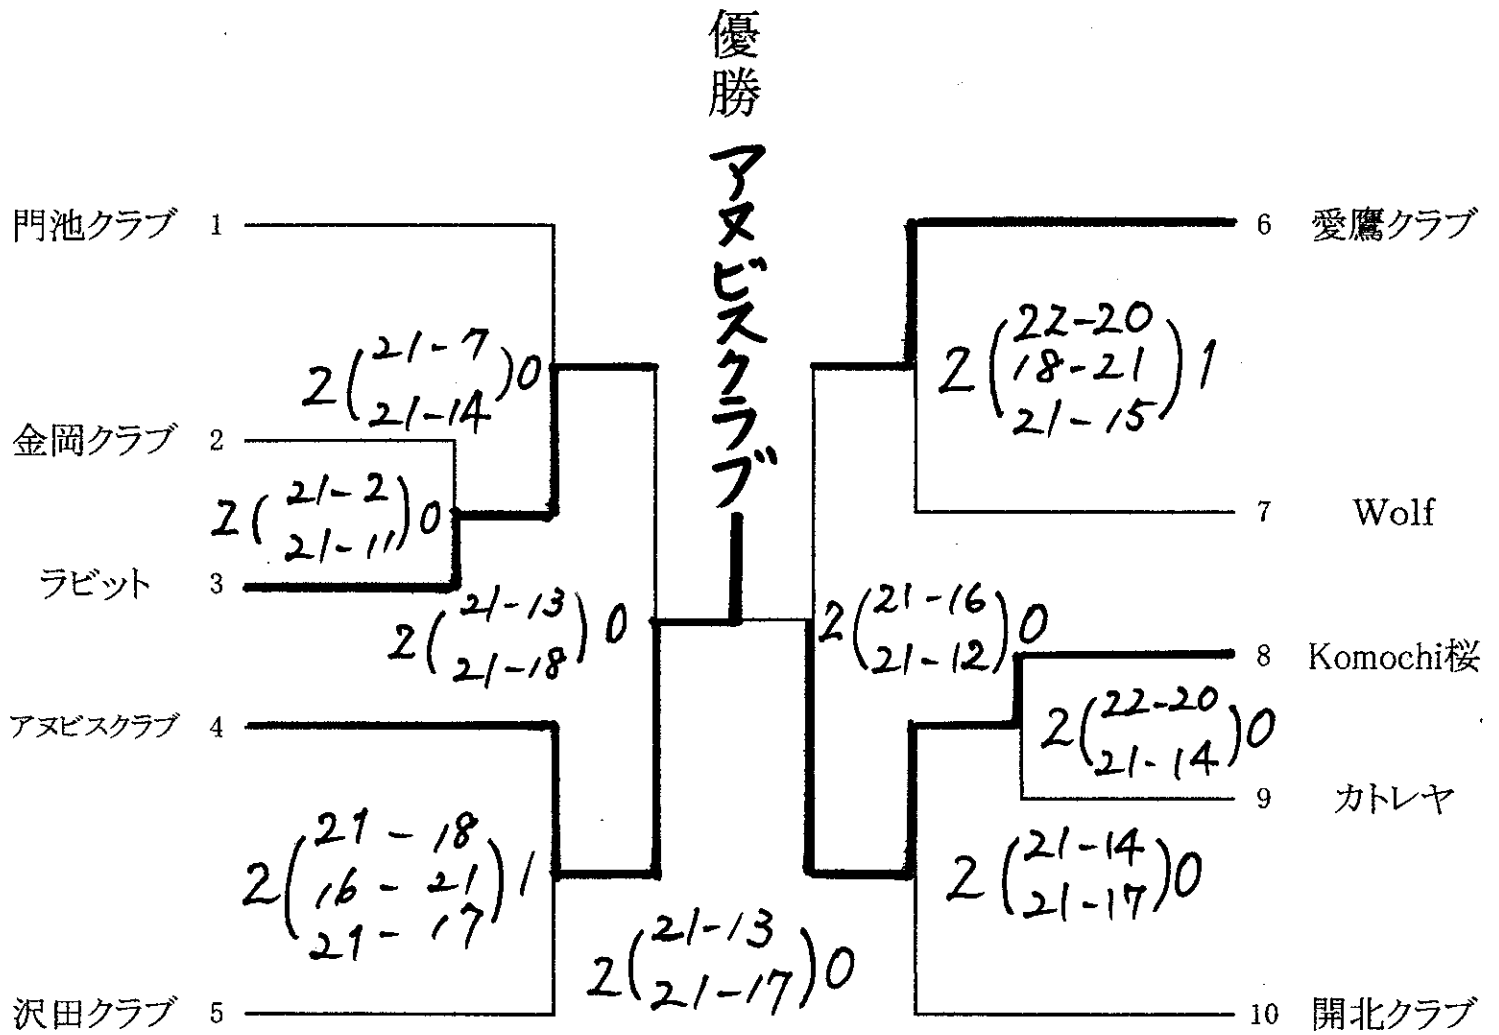 優勝
アヌビスクラブ
門池クラブ 1
2(21-7 21-14)0
金岡クラブ 2
2(21-2 21-11)0
ラビット 3
2(21-13 21-18)0
アヌビスクラブ 4
2(21-18 16-21 21-17)1
沢田クラブ 5
2(21-13 21-17)0
6 愛鷹クラブ
2(22-20 18-21 21-15)1
7 Wolf
2(21-16 21-12)0
8 Komochi桜
2(22-20 21-14)0
9 カトレヤ
2(21-14 21-17)0
10 開北クラブ